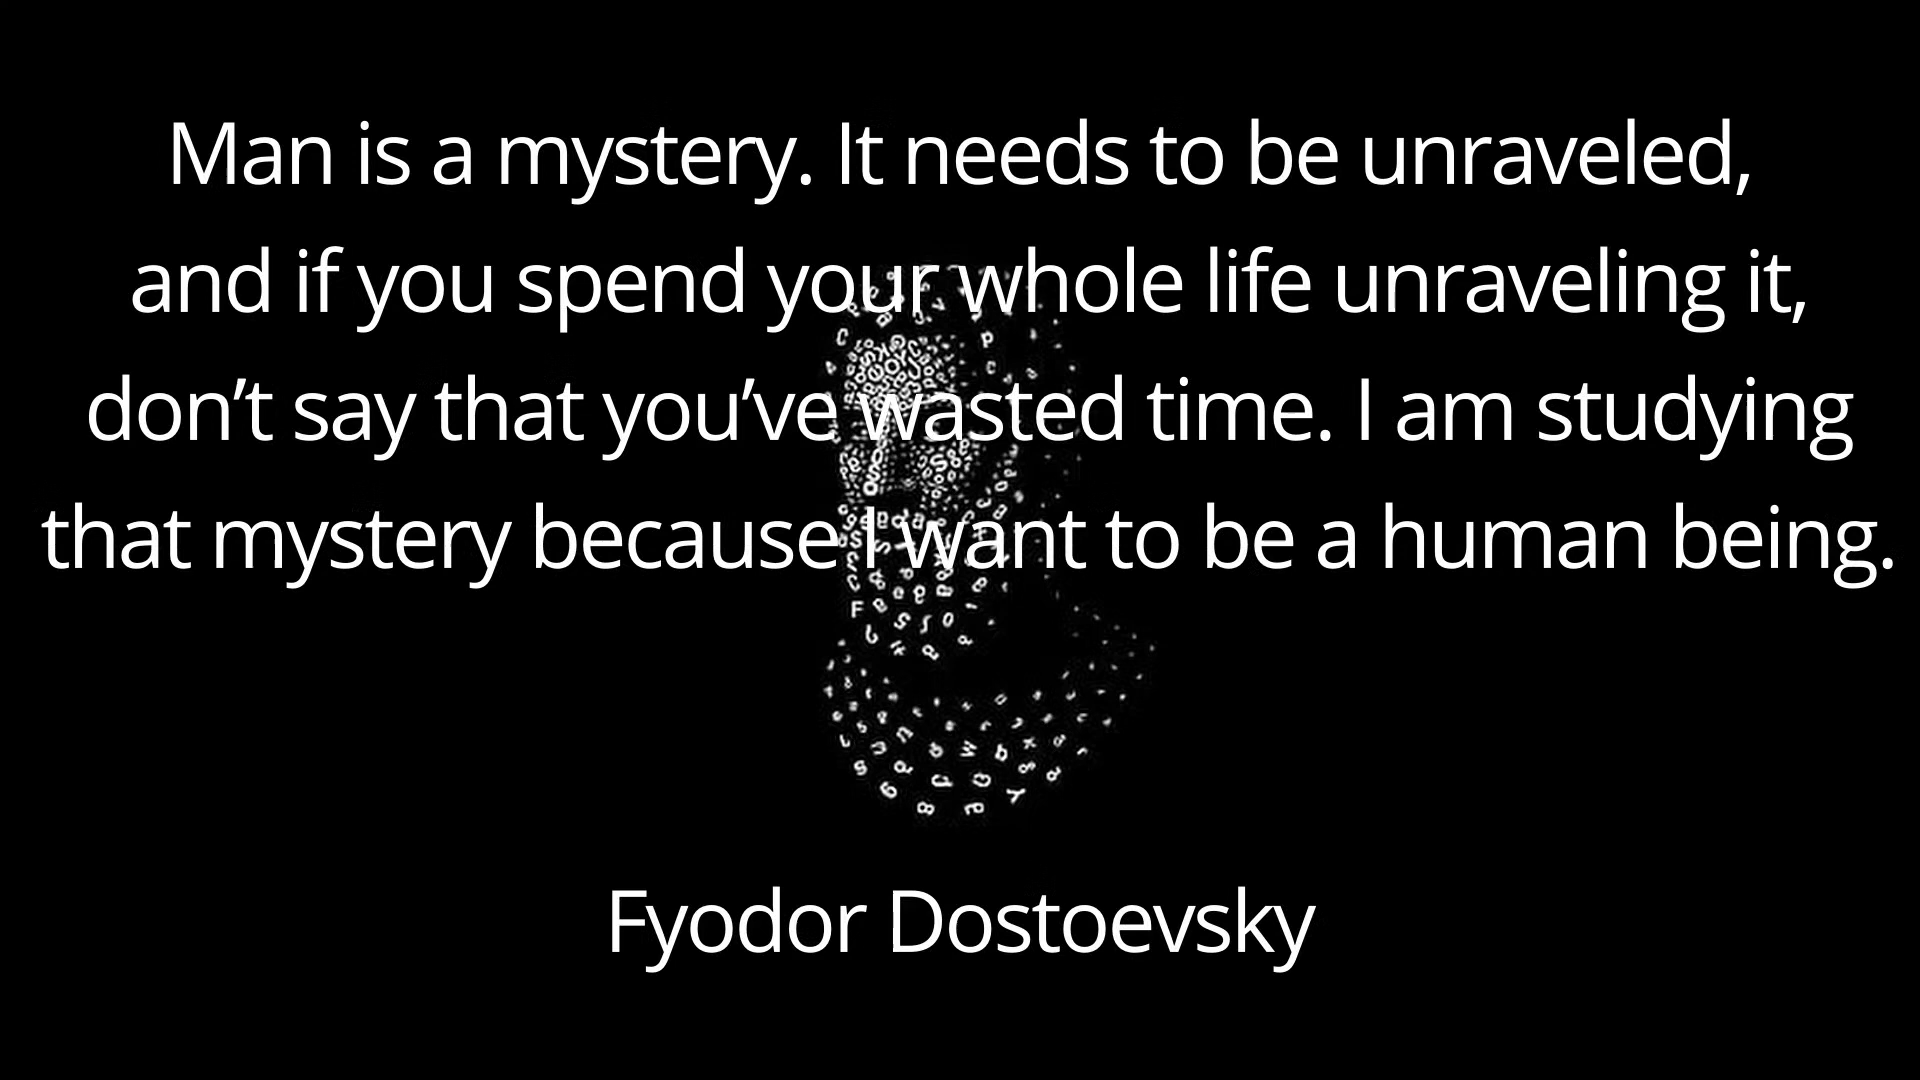 Man is a mystery. It needs to be unraveled,
and if you spend your whole life unraveling it,
don’t say that you’ve wasted time. I am studying
that mystery because I want to be a human being.
Fyodor Dostoevsky